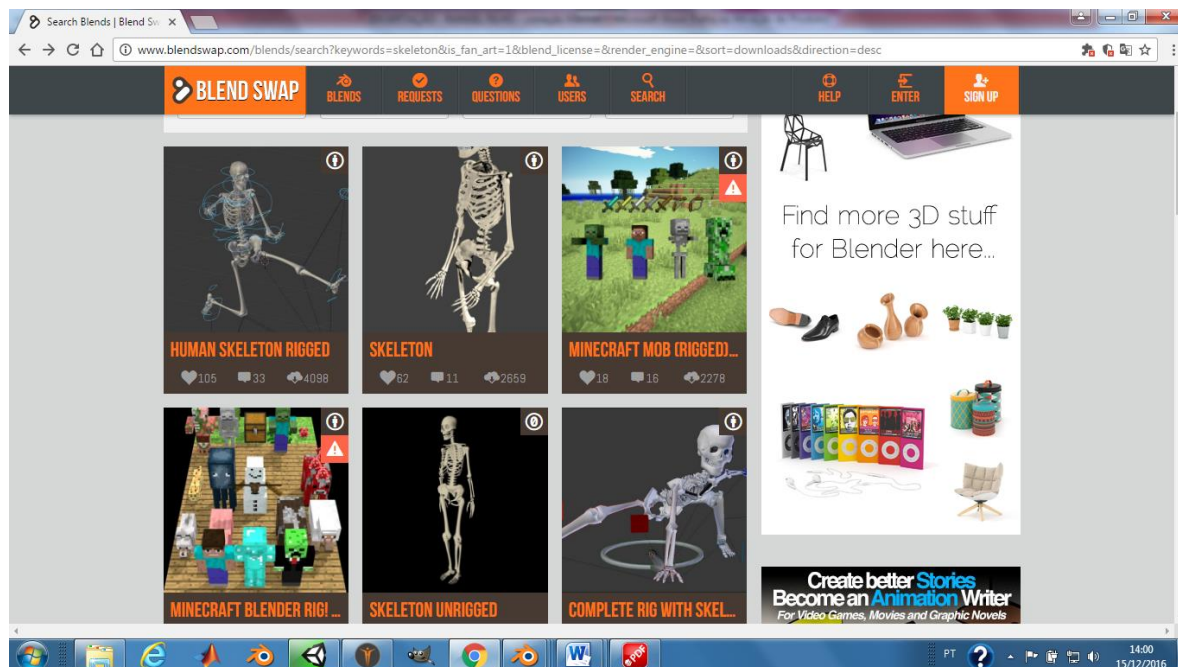 Search Blends | Blend Sw
www.blendswap.com/blends/search?keywords=skeleton&is_fan_art=1&blend_license=&render_engine=&sort=downloads&direction=desc
BLEND SWAP
BLENDS
REQUESTS
QUESTIONS
USERS
SEARCH
HELP
ENTER
SIGN UP
HUMAN SKELETON RIGGED
105 33 4098
SKELETON
62 11 2659
MINECRAFT MOB (RIGGED)...
18 16 2278
MINECRAFT BLENDER RIG! ...
SKELETON UNRIGGED
COMPLETE RIG WITH SKEL...
Find more 3D stuff
for Blender here...
Create better Stories
Become an Animation Writer
For Video Games, Movies and Graphic Novels
PT
14:00
15/12/2016